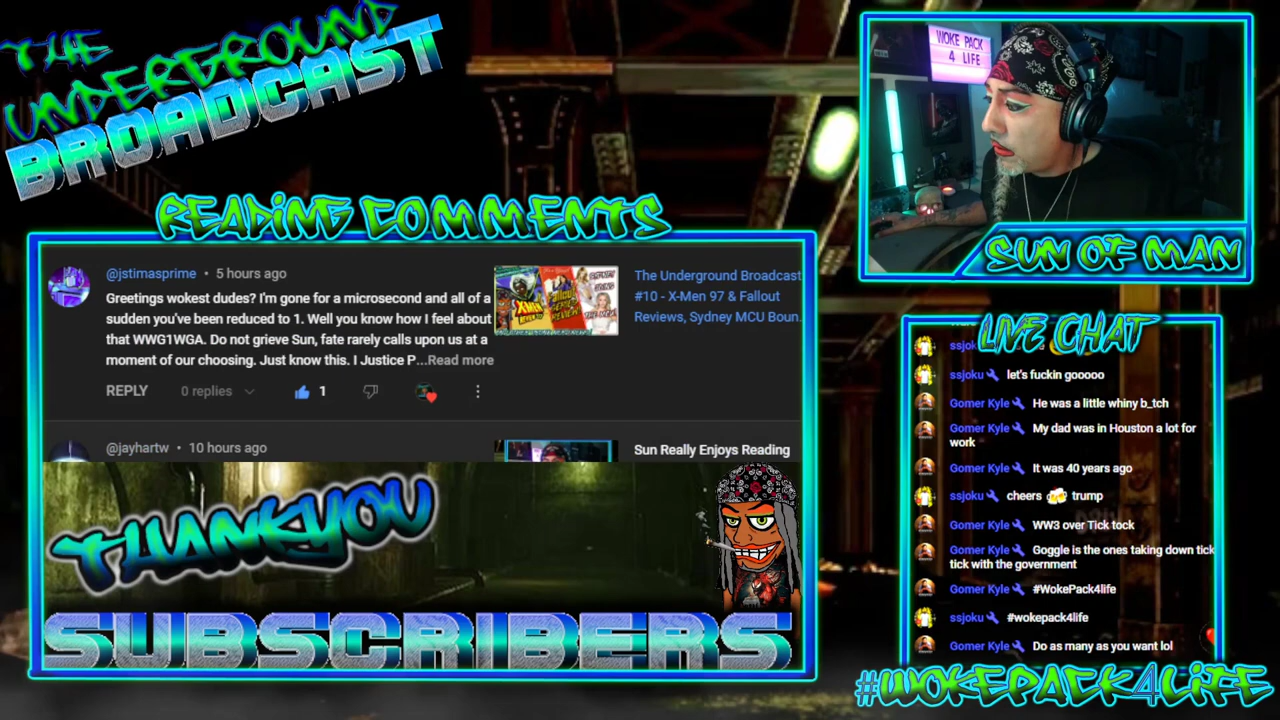 THE
UNDERGROUND
BROADCAST
WOKE PACK
4 LIFE
SUN OF MAN
READING COMMENTS
@jstimasprime • 5 hours ago
Greetings wokest dudes? I'm gone for a microsecond and all of a
sudden you've been reduced to 1. Well you know how I feel about
that WWG1WGA. Do not grieve Sun, fate rarely calls upon us at a
moment of our choosing. Just know this. I Justice P...Read more
REPLY 0 replies 1
The Underground Broadcast
#10 - X-Men 97 & Fallout
Reviews, Sydney MCU Boun.
@jayhartw • 10 hours ago
Sun Really Enjoys Reading
THANKYOU
SUBSCRIBERS
LIVE CHAT
ssjok
ssjoku let's fuckin gooooo
Gomer Kyle He was a little whiny b_tch
Gomer Kyle My dad was in Houston a lot for
work
Gomer Kyle It was 40 years ago
ssjoku cheers 🍻 trump
Gomer Kyle WW3 over Tick tock
Gomer Kyle Goggle is the ones taking down tick
tick with the government
Gomer Kyle #WokePack4life
ssjoku #wokepack4life
Gomer Kyle Do as many as you want lol
#WOKEPACK4LIFE